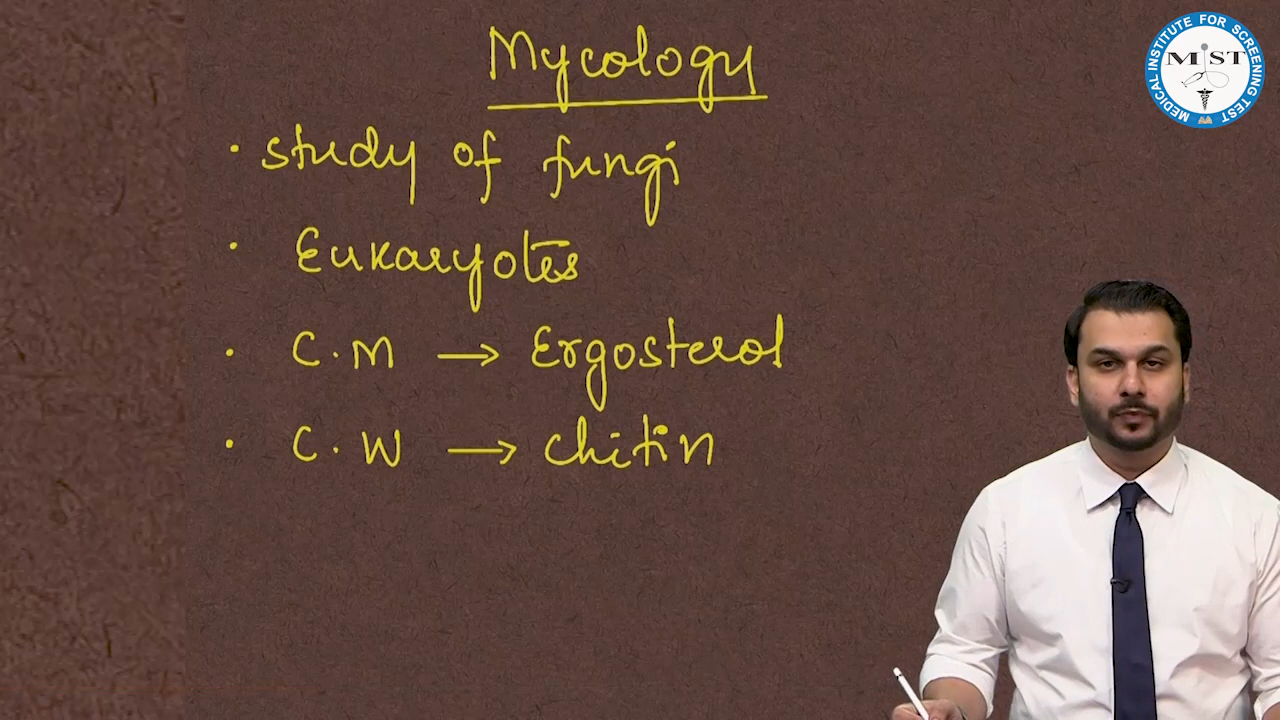 Mycology
• study of fungi
• Eukaryotes
• C.M → Ergosterol
• C.W → Chitin
MEDICAL INSTITUTE FOR SCREENING TEST
MIST